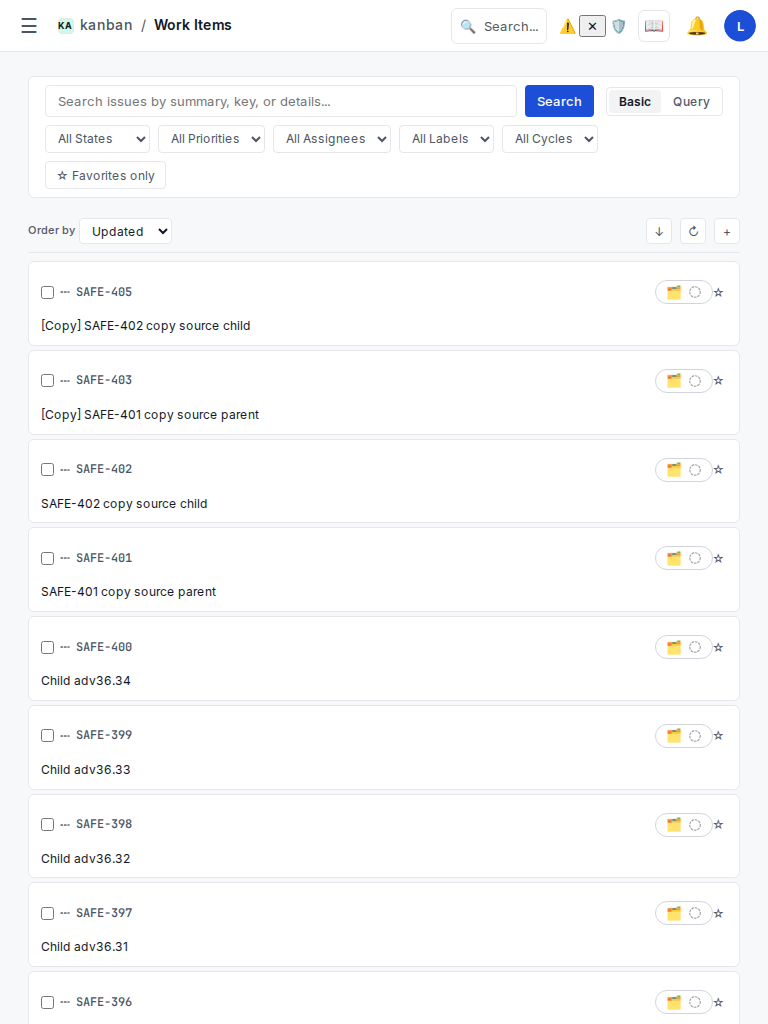 KA kanban / Work Items
Search...
L
Search issues by summary, key, or details...
Search
Basic
Query
All States
All Priorities
All Assignees
All Labels
All Cycles
☆ Favorites only
Order by
Updated
SAFE-405
[Copy] SAFE-402 copy source child
SAFE-403
[Copy] SAFE-401 copy source parent
SAFE-402
SAFE-402 copy source child
SAFE-401
SAFE-401 copy source parent
SAFE-400
Child adv36.34
SAFE-399
Child adv36.33
SAFE-398
Child adv36.32
SAFE-397
Child adv36.31
SAFE-396